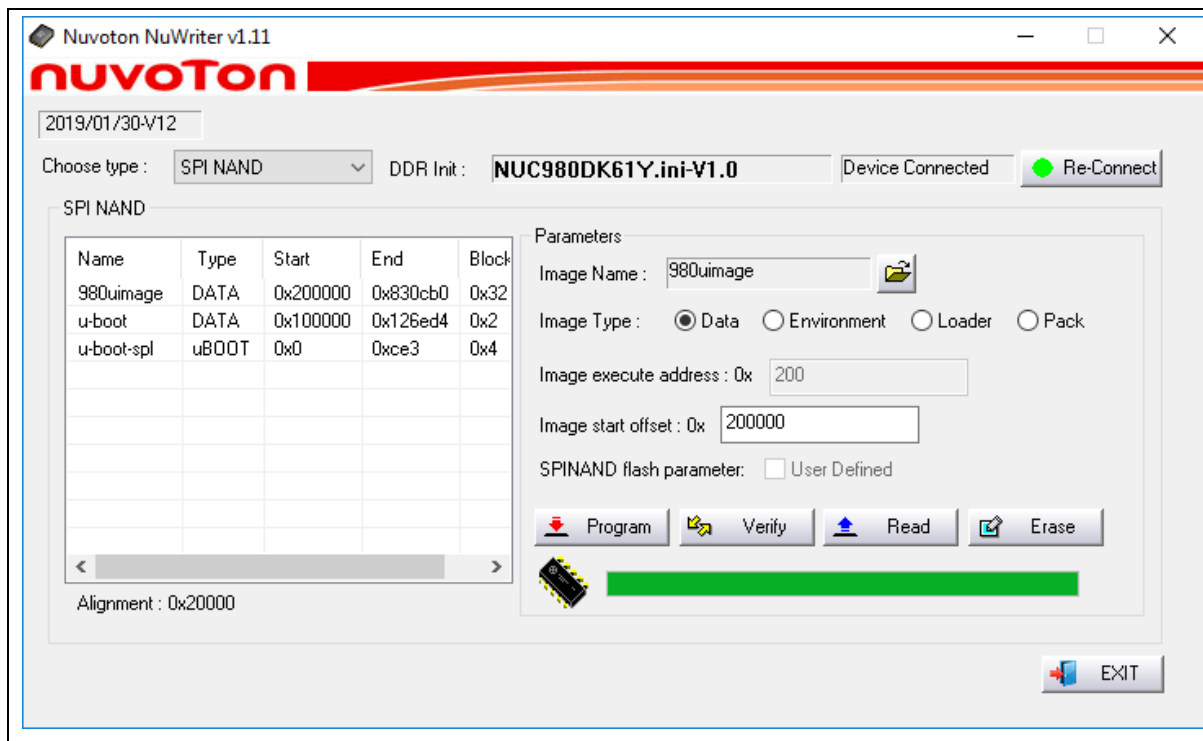 Nuvoton NuWriter v1.11
nuvoTon
2019/01/30-V12
Choose type : SPI NAND DDR Init : NUC980DK61Y.ini-V1.0 Device Connected Re-Connect
SPI NAND
Name Type Start End Block
980uimage DATA 0x200000 0x830cb0 0x32
u-boot DATA 0x100000 0x126ed4 0x2
u-boot-spl uBOOT 0x0 0xce3 0x4
Alignment : 0x20000
Parameters
Image Name : 980uimage
Image Type : Data Environment Loader Pack
Image execute address : 0x 200
Image start offset : 0x 200000
SPINAND flash parameter: User Defined
Program Verify Read Erase
EXIT